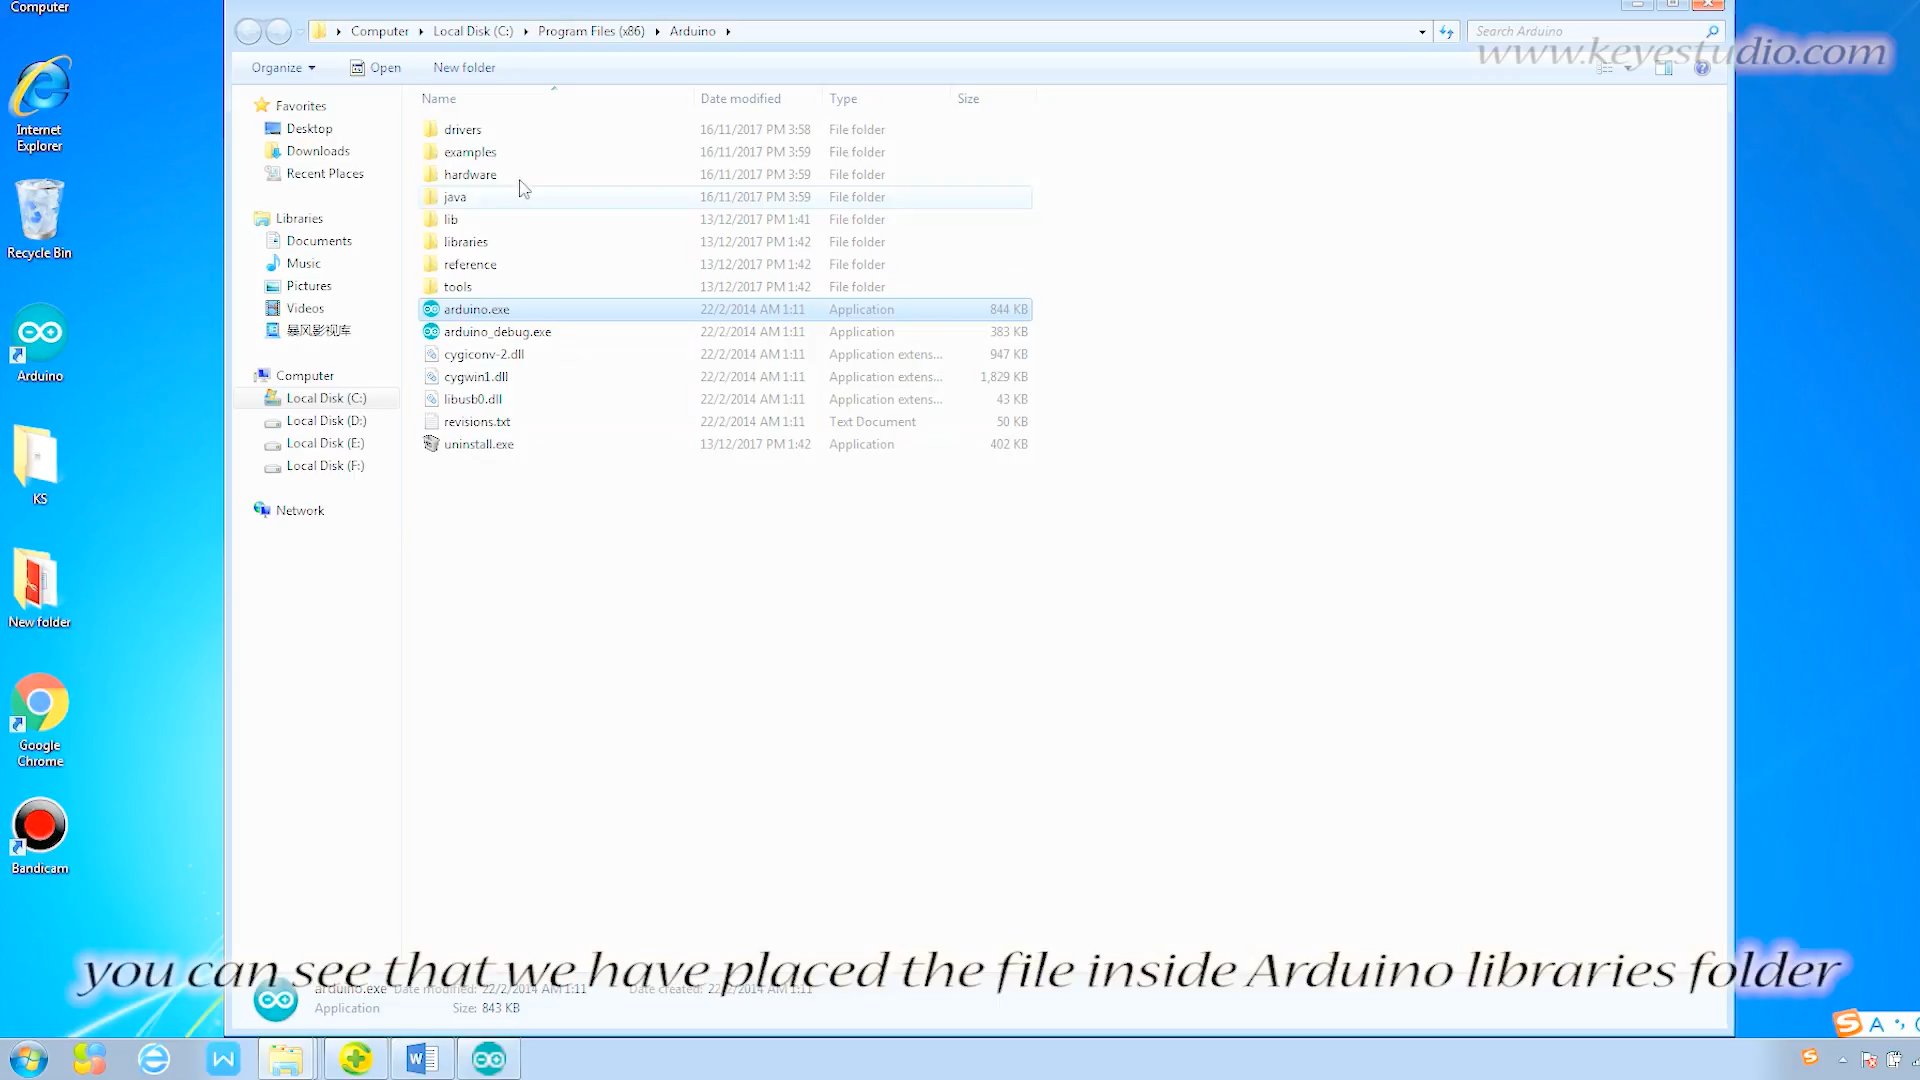 Computer
Computer Local Disk (C:) Program Files (x86) Arduino
Search Arduino
www.keyestudio.com
Organize Open New folder
Name Date modified Type Size
Favorites
Desktop
Downloads
Recent Places
Libraries
Documents
Music
Pictures
Videos
暴风影视库
Computer
Local Disk (C:)
Local Disk (D:)
Local Disk (E:)
Local Disk (F:)
Network
drivers 16/11/2017 PM 3:58 File folder
examples 16/11/2017 PM 3:59 File folder
hardware 16/11/2017 PM 3:59 File folder
java 16/11/2017 PM 3:59 File folder
lib 13/12/2017 PM 1:41 File folder
libraries 13/12/2017 PM 1:42 File folder
reference 13/12/2017 PM 1:42 File folder
tools 13/12/2017 PM 1:42 File folder
arduino.exe 22/2/2014 AM 1:11 Application 844 KB
arduino_debug.exe 22/2/2014 AM 1:11 Application 383 KB
cygiconv-2.dll 22/2/2014 AM 1:11 Application extens... 947 KB
cygwin1.dll 22/2/2014 AM 1:11 Application extens... 1,829 KB
libusb0.dll 22/2/2014 AM 1:11 Application extens... 43 KB
revisions.txt 22/2/2014 AM 1:11 Text Document 50 KB
uninstall.exe 13/12/2017 PM 1:42 Application 402 KB
Internet
Explorer
Recycle Bin
Arduino
KS
New folder
Google
Chrome
Bandicam
you can see that we have placed the file inside Arduino libraries folder
arduino.exe Date modified: 22/2/2014 AM 1:11 Date created: 22/2/2014 AM 1:11
Application Size: 843 KB